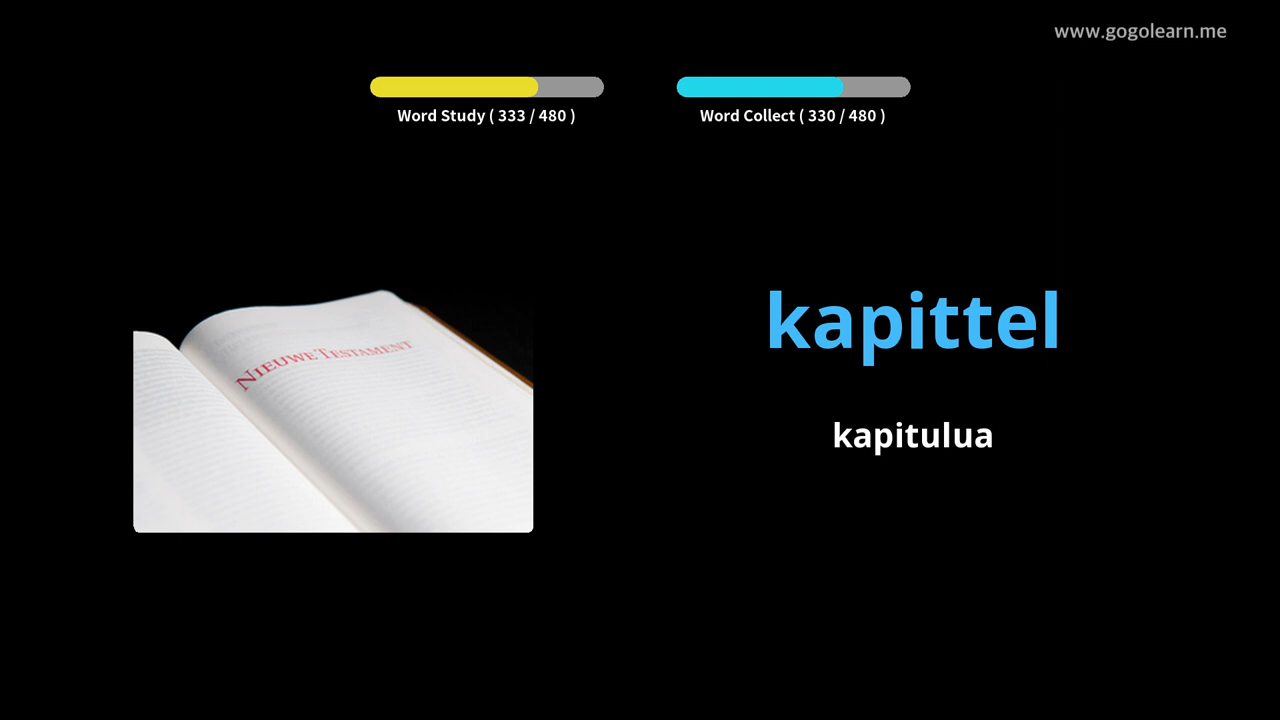 www.gogolearn.me
Word Study ( 333 / 480 )
Word Collect ( 330 / 480 )
NIEUWE TESTAMENT
kapittel
kapitulua